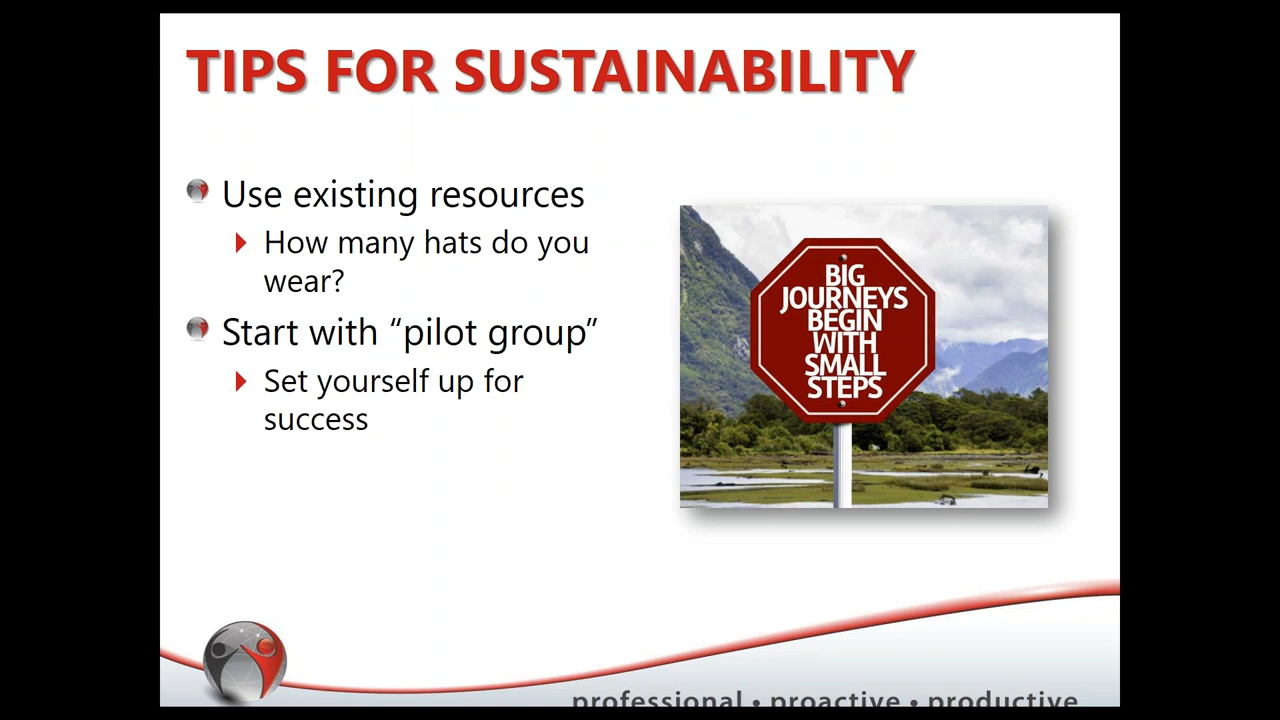 TIPS FOR SUSTAINABILITY
Use existing resources
How many hats do you
wear?
Start with “pilot group”
Set yourself up for
success
BIG
JOURNEYS
BEGIN
WITH
SMALL
STEPS
professional • proactive • productive